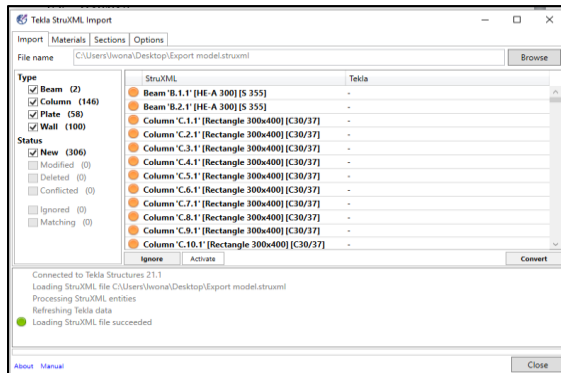 Tekla StruXML Import
Import Materials Sections Options
File name C:\Users\Iwona\Desktop\Export model.struxml Browse
Type
Beam (2)
Column (146)
Plate (58)
Wall (100)
Status
New (306)
Modified (0)
Deleted (0)
Conflicted (0)
Ignored (0)
Matching (0)
StruXML Tekla
Beam 'B.1.1' [HE-A 300] [S 355] -
Beam 'B.2.1' [HE-A 300] [S 355] -
Column 'C.1.1' [Rectangle 300x400] [C30/37] -
Column 'C.2.1' [Rectangle 300x400] [C30/37] -
Column 'C.3.1' [Rectangle 300x400] [C30/37] -
Column 'C.4.1' [Rectangle 300x400] [C30/37] -
Column 'C.5.1' [Rectangle 300x400] [C30/37] -
Column 'C.6.1' [Rectangle 300x400] [C30/37] -
Column 'C.7.1' [Rectangle 300x400] [C30/37] -
Column 'C.8.1' [Rectangle 300x400] [C30/37] -
Column 'C.9.1' [Rectangle 300x400] [C30/37] -
Column 'C.10.1' [Rectangle 300x400] [C30/37] -
Ignore Activate Convert
Connected to Tekla Structures 21.1
Loading StruXML file C:\Users\Iwona\Desktop\Export model.struxml
Processing StruXML entities
Refreshing Tekla data
Loading StruXML file succeeded
About Manual Close